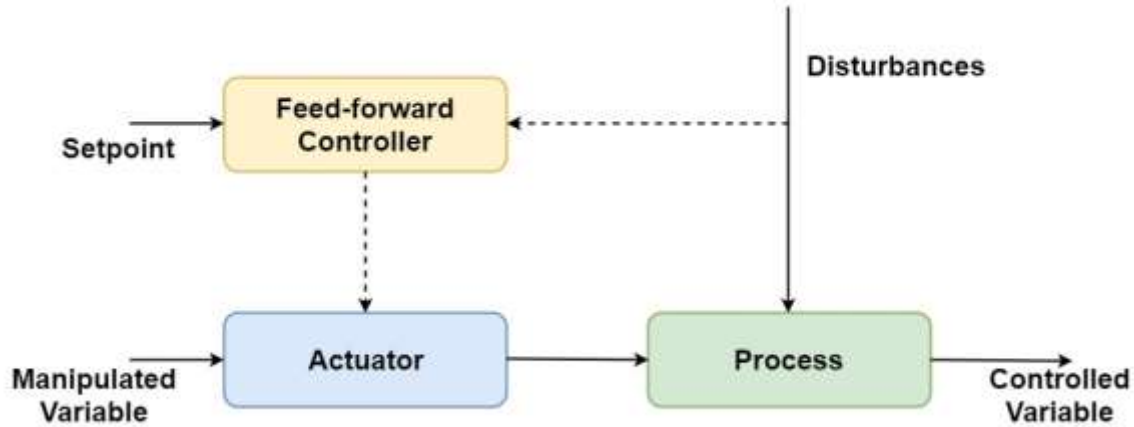 Disturbances
Feed-forward
Controller
Setpoint
Actuator
Process
Manipulated
Variable
Controlled
Variable